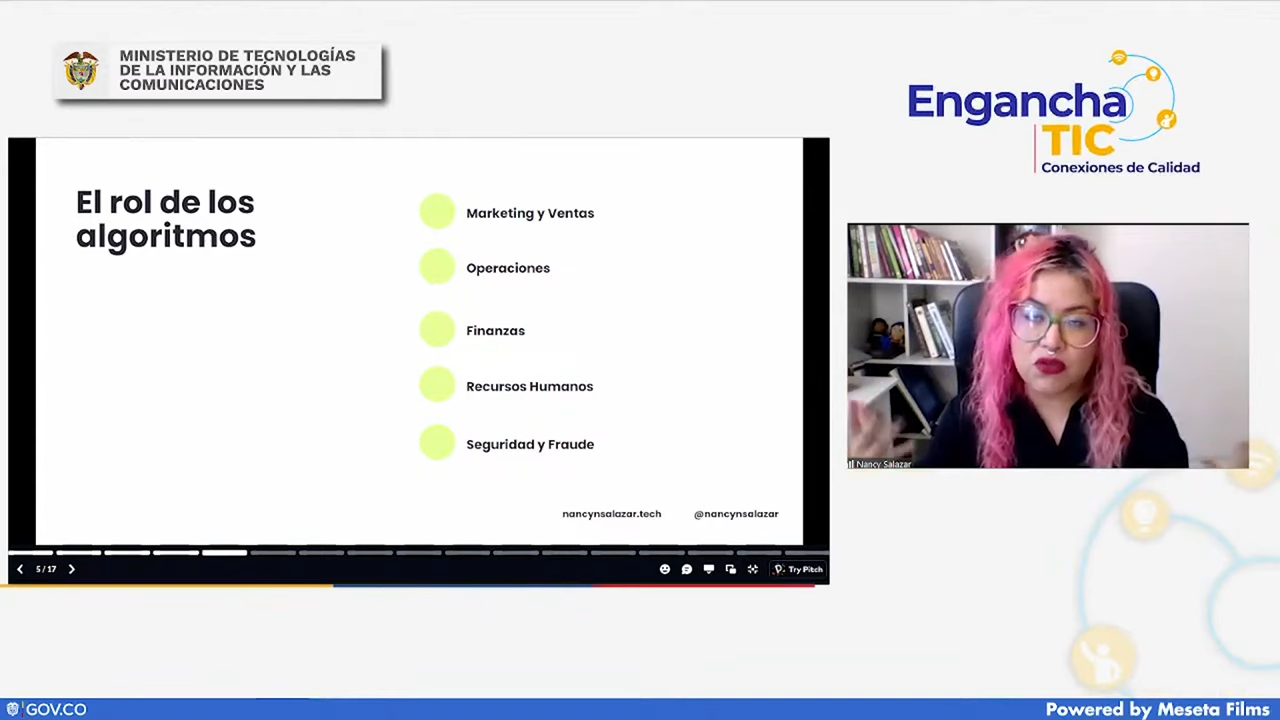 MINISTERIO DE TECNOLOGÍAS
DE LA INFORMACIÓN Y LAS
COMUNICACIONES
Engancha
TIC
Conexiones de Calidad
El rol de los
algoritmos
Marketing y Ventas
Operaciones
Finanzas
Recursos Humanos
Seguridad y Fraude
nancynsalazar.tech
@nancynsalazar
5 / 17
Try Pitch
Nancy Salazar
GOV.CO
Powered by Meseta Films